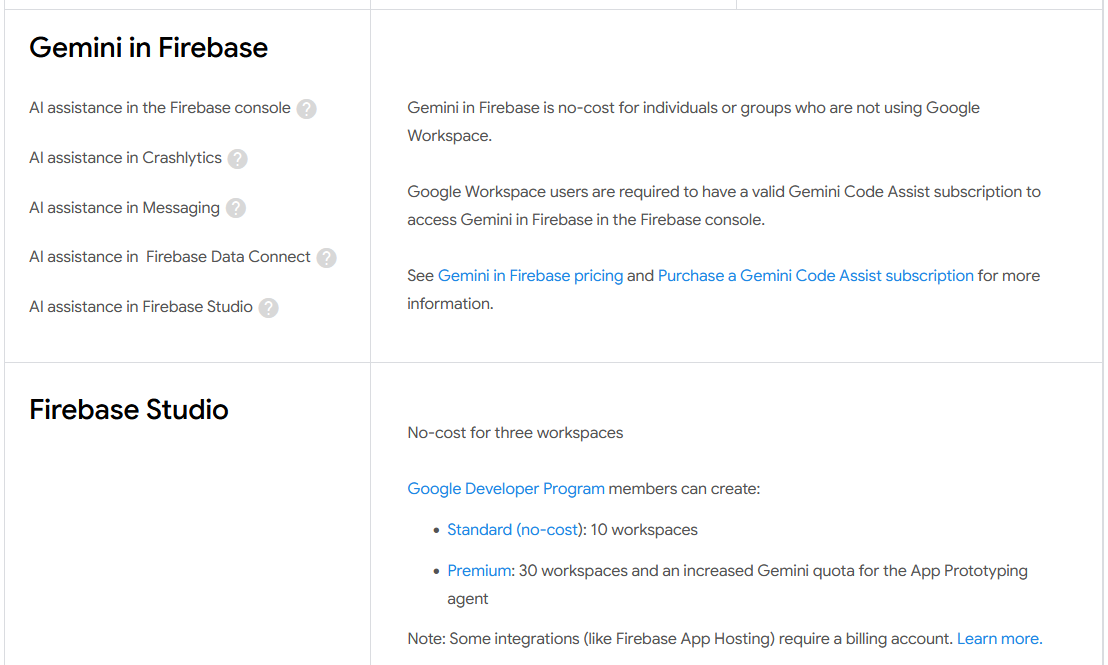 Gemini in Firebase
AI assistance in the Firebase console ?
AI assistance in Crashlytics ?
AI assistance in Messaging ?
AI assistance in  Firebase Data Connect ?
AI assistance in Firebase Studio ?
Gemini in Firebase is no-cost for individuals or groups who are not using Google
Workspace.
Google Workspace users are required to have a valid Gemini Code Assist subscription to
access Gemini in Firebase in the Firebase console.
See Gemini in Firebase pricing and Purchase a Gemini Code Assist subscription for more
information.
Firebase Studio
No-cost for three workspaces
Google Developer Program members can create:
• Standard (no-cost): 10 workspaces
• Premium: 30 workspaces and an increased Gemini quota for the App Prototyping
agent
Note: Some integrations (like Firebase App Hosting) require a billing account. Learn more.